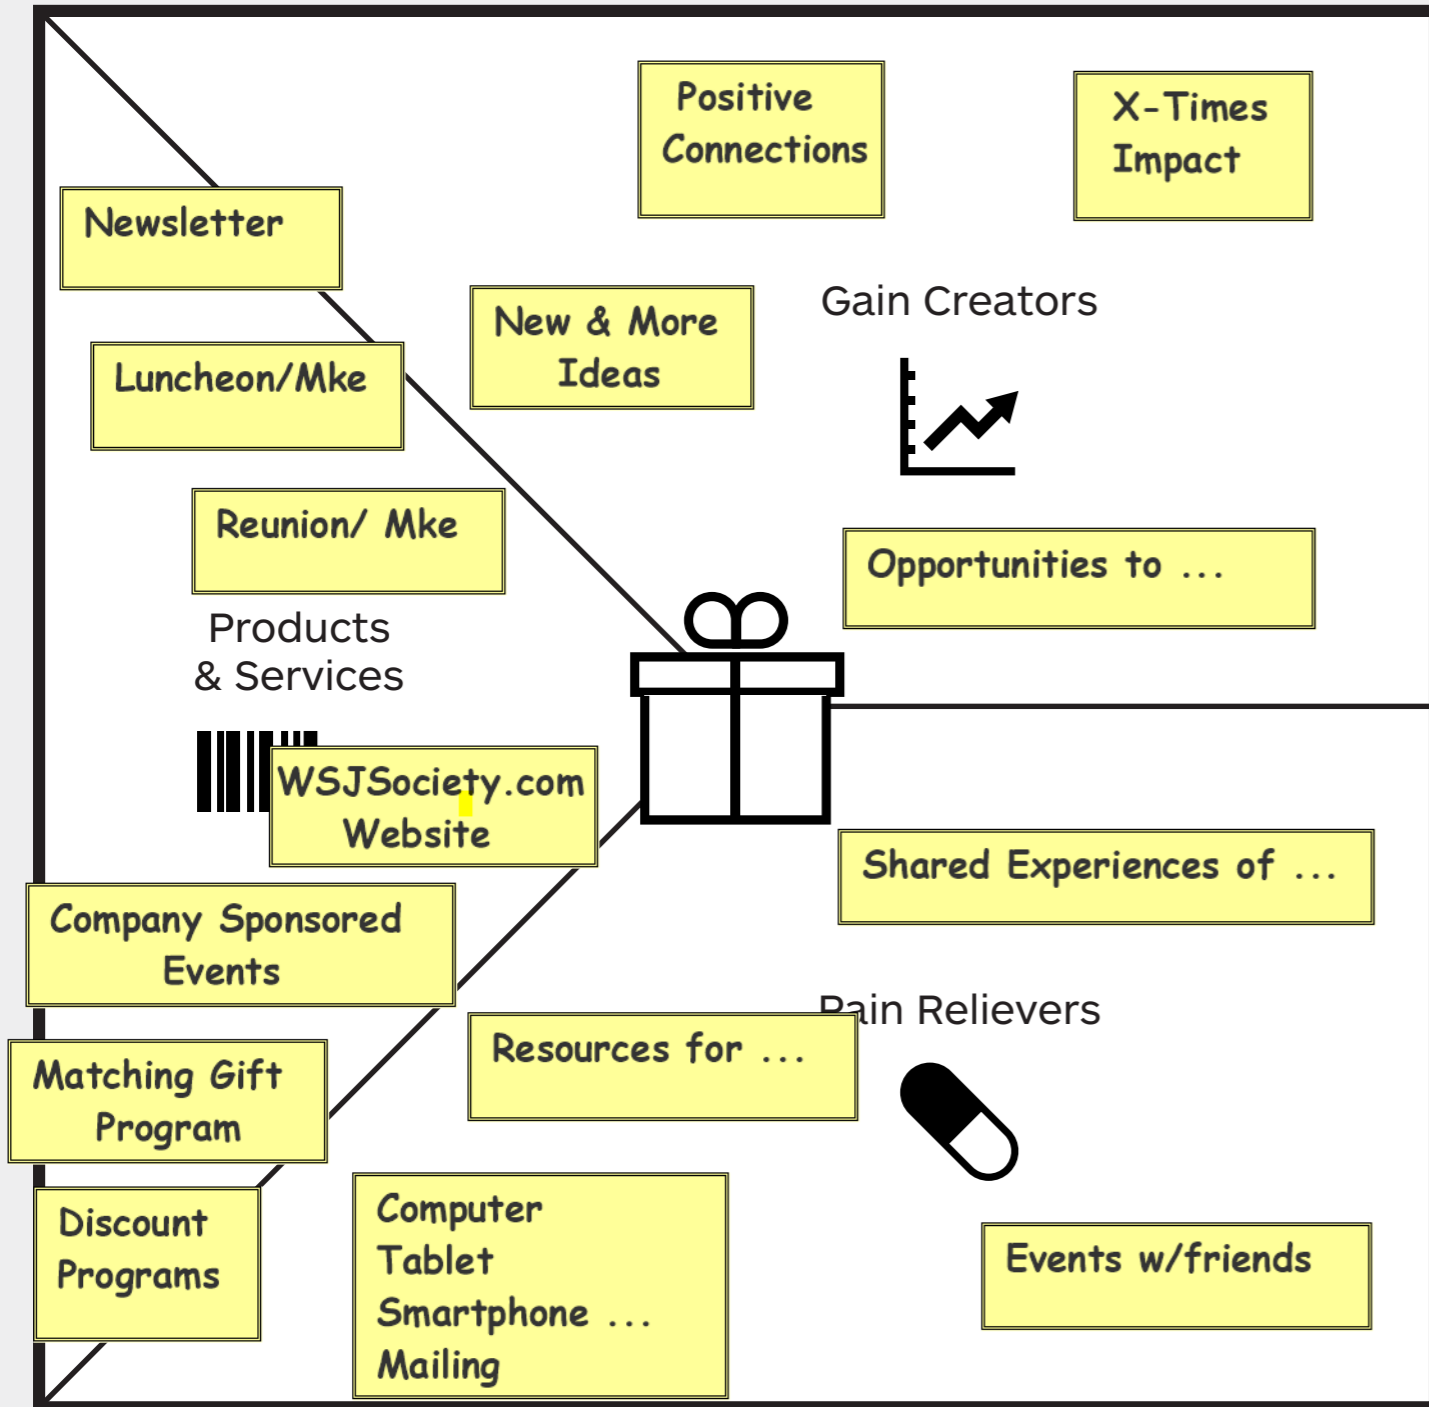 Positive
Connections
X-Times
Impact
Newsletter
New & More
Ideas
Gain Creators
Luncheon/Mke
Reunion/ Mke
Opportunities to ...
Products
& Services
WSJSociety.com
Website
Shared Experiences of ...
Company Sponsored
Events
Pain Relievers
Resources for ...
Matching Gift
Program
Discount
Programs
Computer
Tablet
Smartphone ...
Mailing
Events w/friends